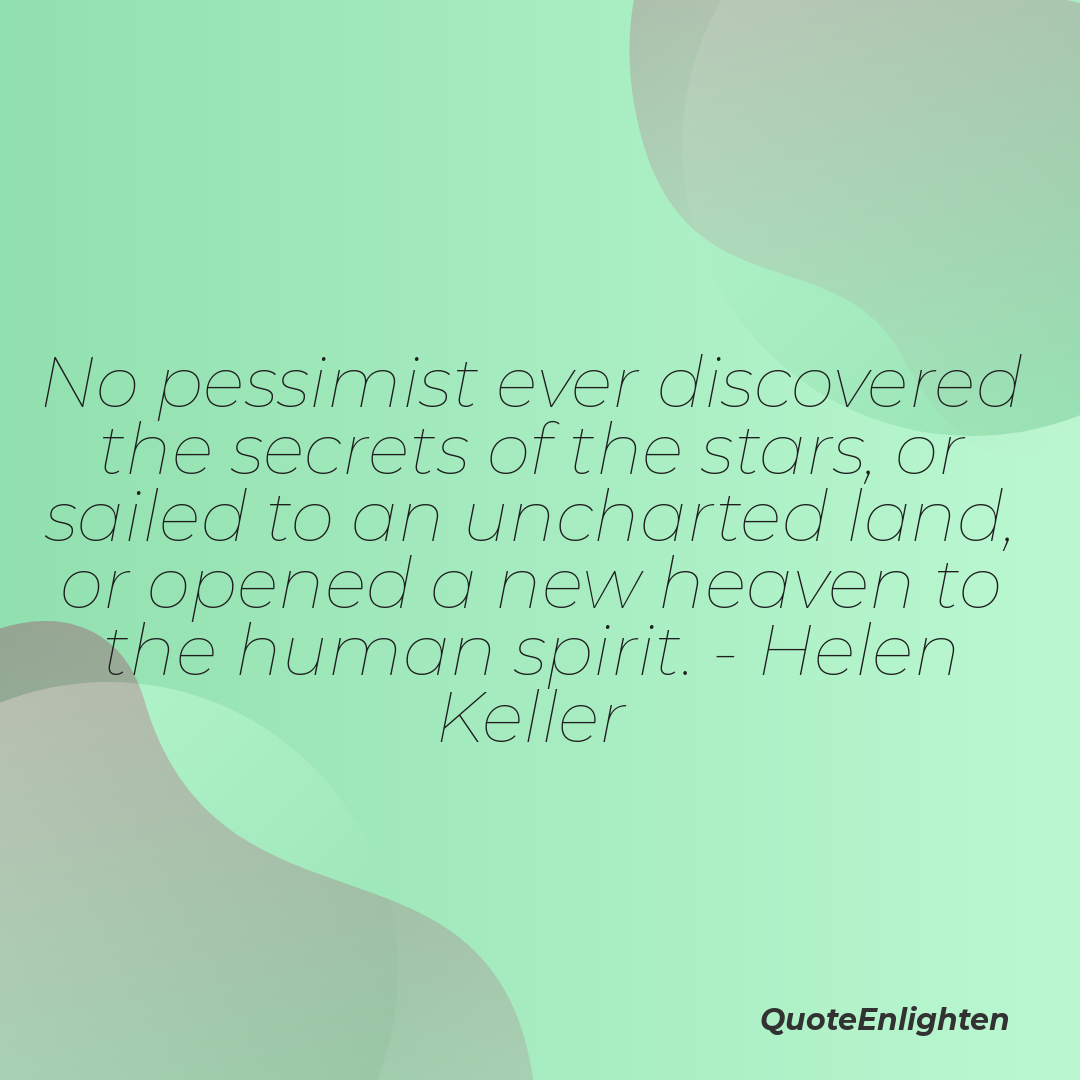 No pessimist ever discovered
the secrets of the stars, or
sailed to an uncharted land,
or opened a new heaven to
the human spirit. - Helen
Keller
QuoteEnlighten